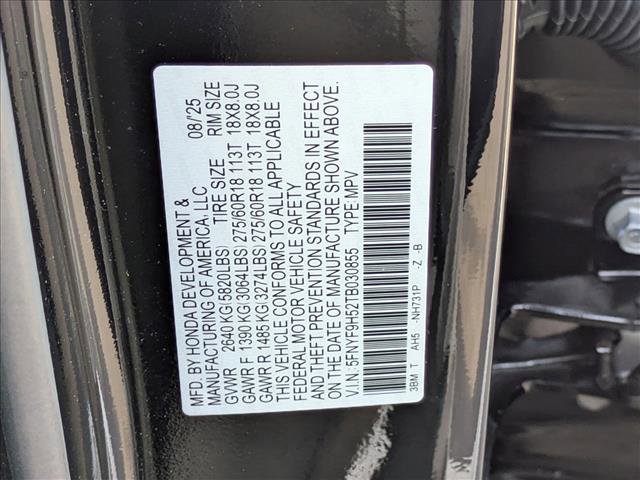 MFD. BY HONDA DEVELOPMENT &
MANUFACTURING OF AMERICA, LLC 08/'25
GVWR 2640 KG(5820LBS) TIRE SIZE RIM SIZE
GAWR F 1390 KG(3064LBS) 275/60R18 113T 18X8.0J
GAWR R 1485 KG(3274LBS) 275/60R18 113T 18X8.0J
THIS VEHICLE CONFORMS TO ALL APPLICABLE
FEDERAL MOTOR VEHICLE SAFETY
AND THEFT PREVENTION STANDARDS IN EFFECT
ON THE DATE OF MANUFACTURE SHOWN ABOVE.
V.I.N.:5FNYF9H52TB030855 TYPE:MPV
3BM T AH5 -NH731P -Z -B